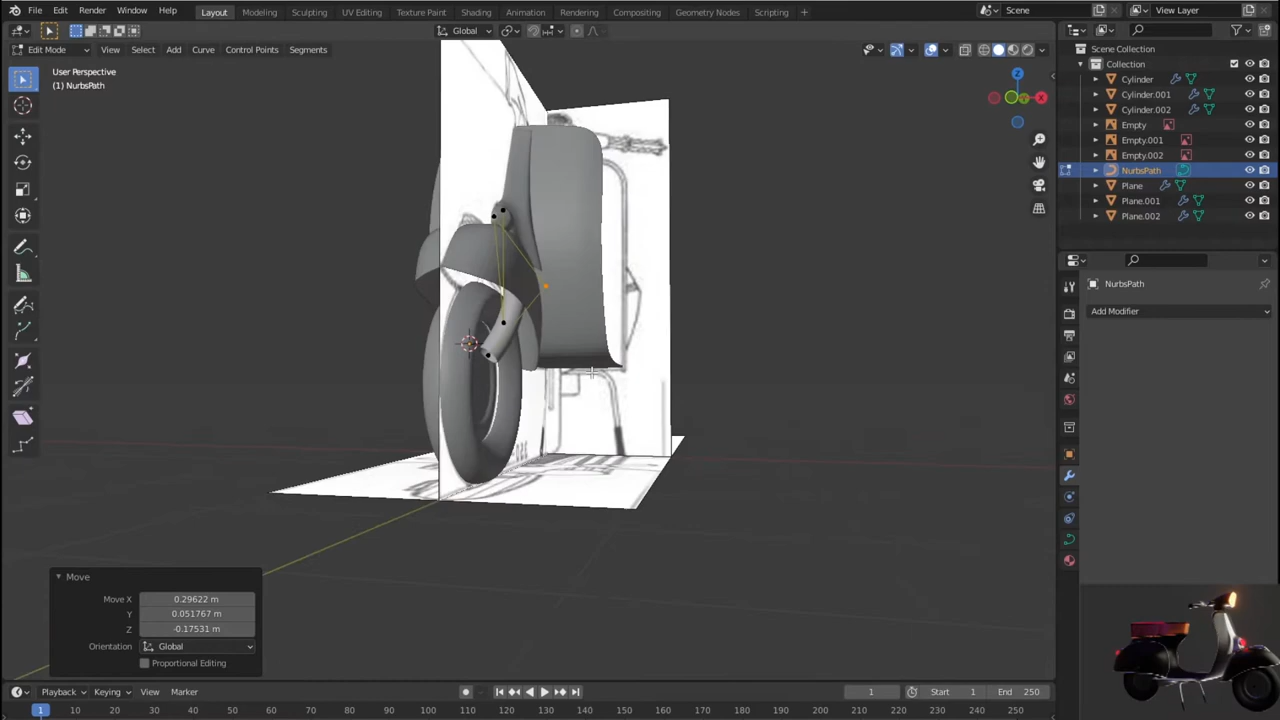 File Edit Render Window Help Layout Modeling Sculpting UV Editing Texture Paint Shading Animation Rendering Compositing Geometry Nodes Scripting + Scene View Layer
Global
Edit Mode View Select Add Curve Control Points Segments
User Perspective
(1) NurbsPath
Z
X
Scene Collection
Collection
Cylinder
Cylinder.001
Cylinder.002
Empty
Empty.001
Empty.002
NurbsPath
Plane
Plane.001
Plane.002
NurbsPath
Add Modifier
Move
Move X 0.29622 m
Y 0.051767 m
Z -0.17531 m
Orientation Global
Proportional Editing
Playback Keying View Marker 1 Start 1 End 250
1 10 20 30 40 50 60 70 80 90 100 110 120 130 140 150 160 170 180 190 200 210 220 230 240 250